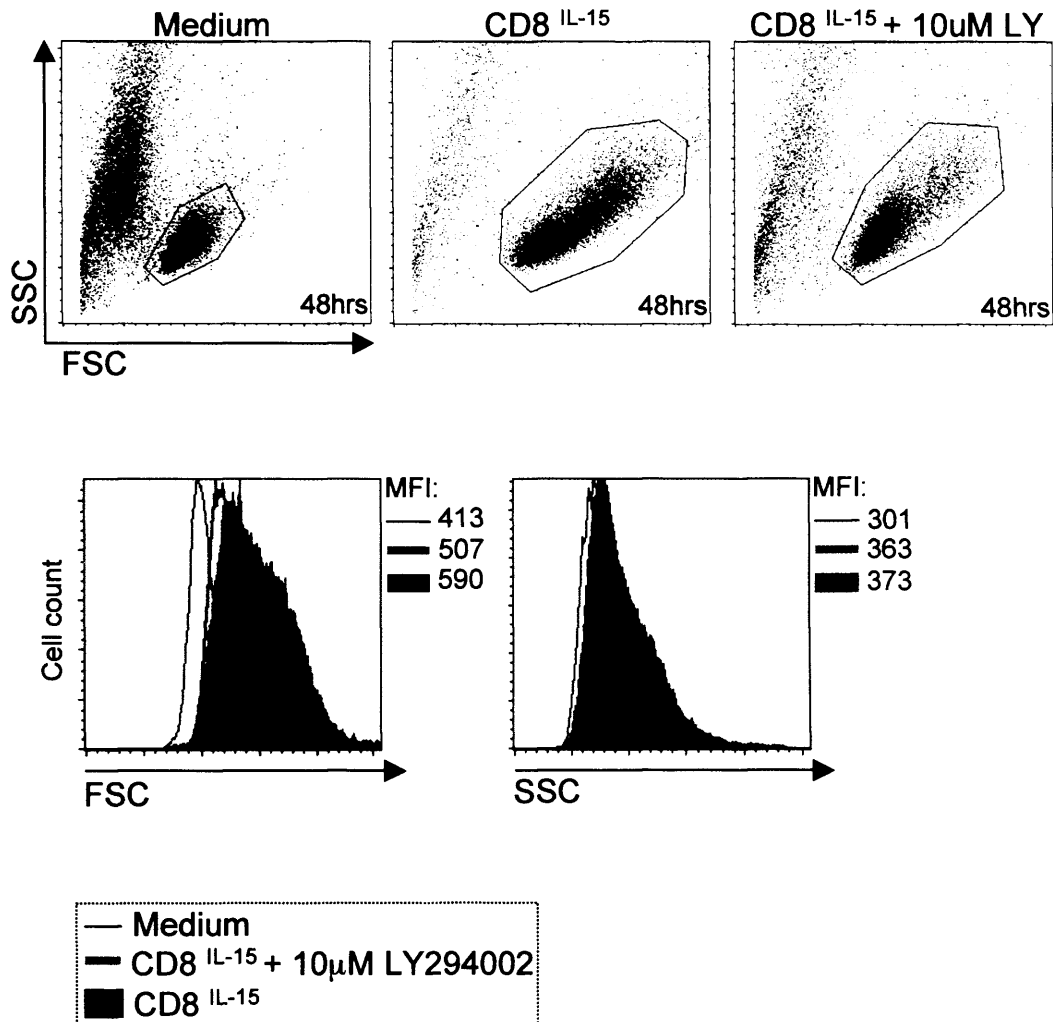 Medium
CD8 IL-15
CD8 IL-15 + 10uM LY
SSC
48hrs
48hrs
48hrs
FSC
Cell count
MFI:
413
507
590
FSC
MFI:
301
363
373
SSC
Medium
CD8 IL-15 + 10μM LY294002
CD8 IL-15